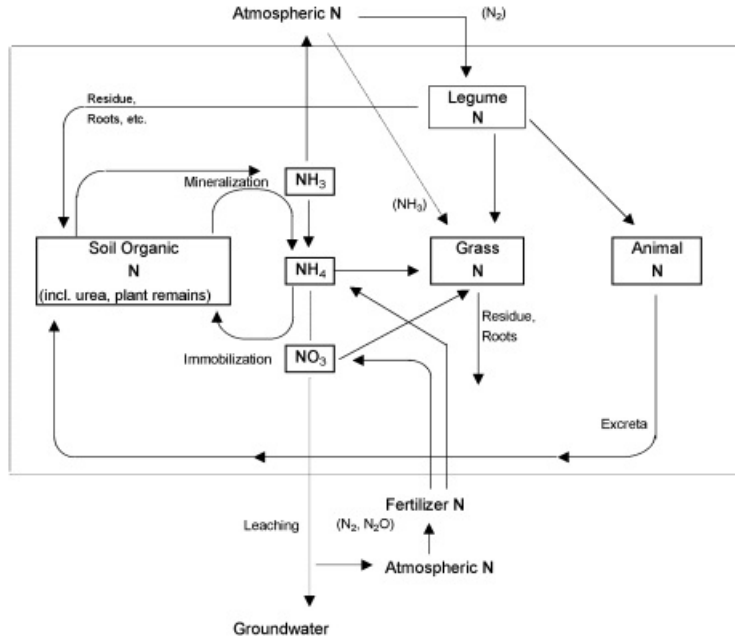 Atmospheric N
(N₂)
Legume
N
Residue,
Roots, etc.
Mineralization
NH₃
(NH₃)
Soil Organic
N
(incl. urea, plant remains)
NH₄
Grass
N
Animal
N
Residue,
Roots
Immobilization
NO₃
Excreta
Fertilizer N
Leaching
(N₂, N₂O)
Atmospheric N
Groundwater